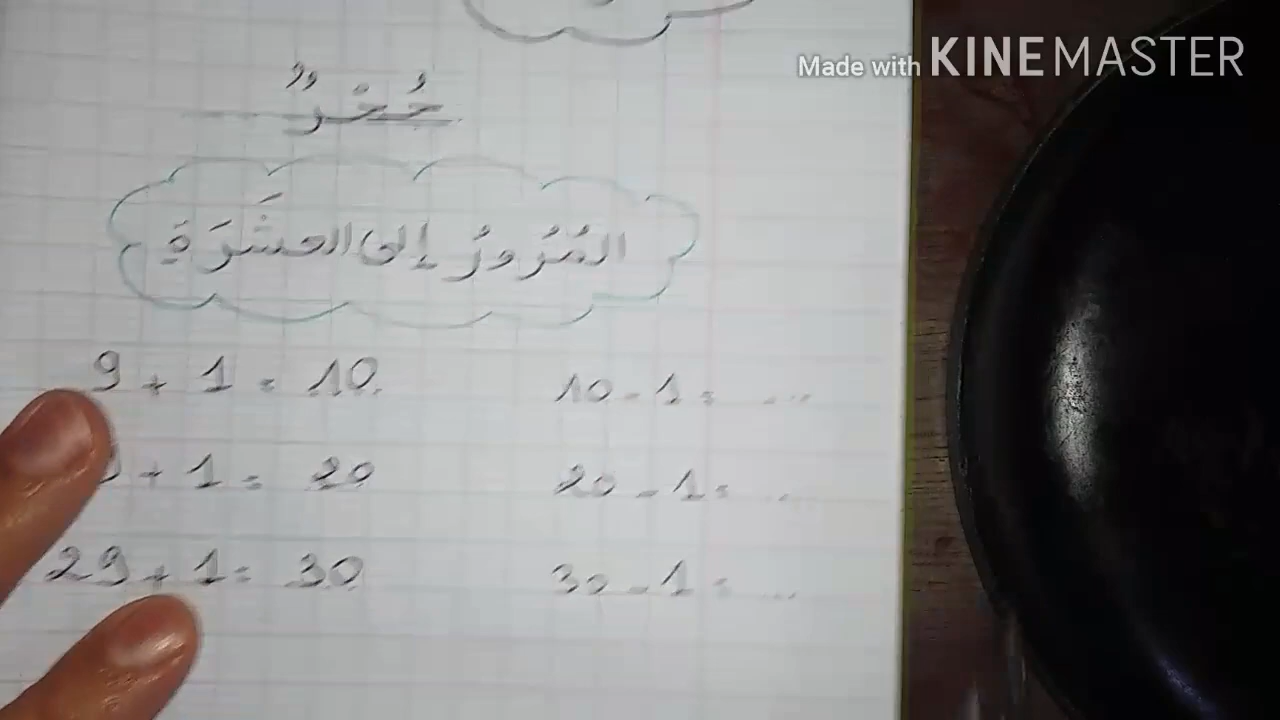 Made with KINEMASTER
المُرُورُ إلى العَشَرَةِ
9 + 1 = 10
10 - 1 = ...
+ 1 = 20
20 - 1 = ..
29 + 1 = 30
30 - 1 = ...